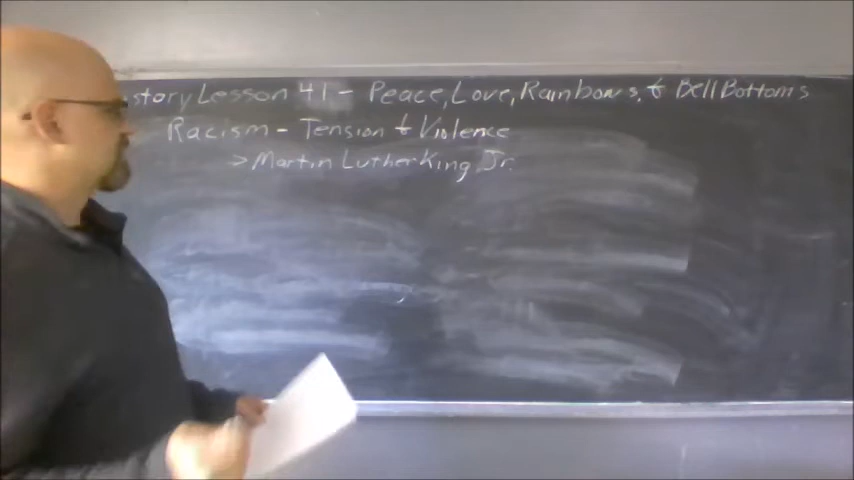 story Lesson 41 - Peace, Love, Rainbows, & Bell Bottoms
Racism - Tension & Violence
> Martin Luther King Jr.